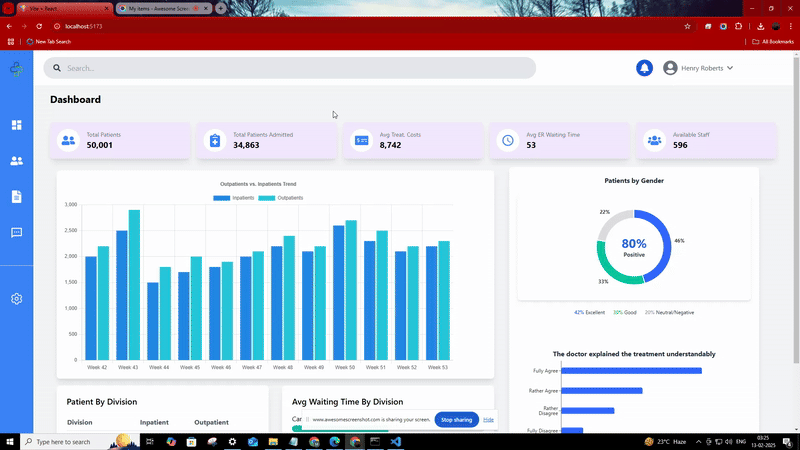 Vite + React
My items - Awesome Scree
localhost:5173
New Tab Search
All Bookmarks
Search...
Henry Roberts
Dashboard
Total Patients
50,001
Total Patients Admitted
34,863
Avg Treat. Costs
8,742
Avg ER Waiting Time
53
Available Staff
596
Outpatients vs. Inpatients Trend
Inpatients
Outpatients
3,000
2,500
2,000
1,500
1,000
500
0
Week 42
Week 43
Week 44
Week 45
Week 46
Week 47
Week 48
Week 49
Week 50
Week 51
Week 52
Week 53
Patients by Gender
22%
46%
33%
80%
Positive
42% Excellent
Good
Neutral/Negative
The doctor explained the treatment understandably
Fully Agree
Rather Agree
Rather
Disagree
Fully Disagree
Patient By Division
Division
Inpatient
Outpatient
Avg Waiting Time By Division
Car
www.awesomescreenshot.com is sharing your screen.
Stop sharing
Hide
Type here to search
23°C Haze
ENG
03:25
13-02-2025